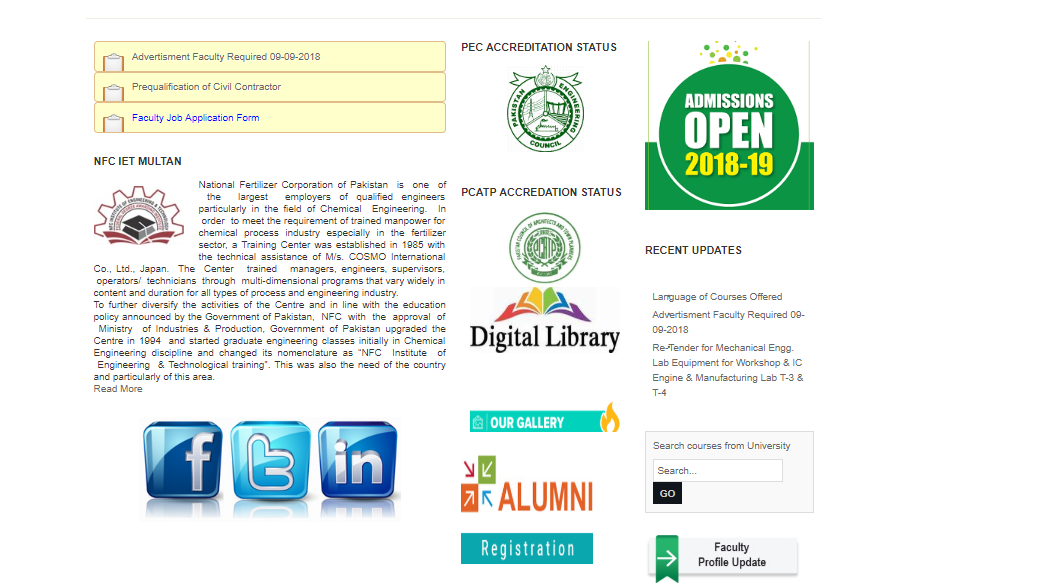 Advertisment Faculty Required 09-09-2018
Prequalification of Civil Contractor
Faculty Job Application Form
NFC IET MULTAN
National Fertilizer Corporation of Pakistan is one of
the largest employers of qualified engineers
particularly in the field of Chemical Engineering. In
order to meet the requirement of trained manpower for
chemical process industry especially in the fertilizer
sector, a Training Center was established in 1985 with
the technical assistance of M/s. COSMO International
Co., Ltd., Japan. The Center trained managers, engineers, supervisors,
operators/ technicians through multi-dimensional programs that vary widely in
content and duration for all types of process and engineering industry.
To further diversify the activities of the Centre and in line with the education
policy announced by the Government of Pakistan, NFC with the approval of
Ministry of Industries & Production, Government of Pakistan upgraded the
Centre in 1994 and started graduate engineering classes initially in Chemical
Engineering discipline and changed its nomenclature as “NFC Institute of
Engineering & Technological training”. This was also the need of the country
and particularly of this area.
Read More
f
t
in
PEC ACCREDITATION STATUS
PAKISTAN ENGINEERING
COUNCIL
PCATP ACCREDATION STATUS
PCATP
Digital Library
OUR GALLERY
ALUMNI
Registration
ADMISSIONS
OPEN
2018-19
RECENT UPDATES
Language of Courses Offered
Advertisment Faculty Required 09-
09-2018
Re-Tender for Mechanical Engg.
Lab Equipment for Workshop & IC
Engine & Manufacturing Lab T-3 &
T-4
Search courses from University
Search...
GO
Faculty
Profile Update